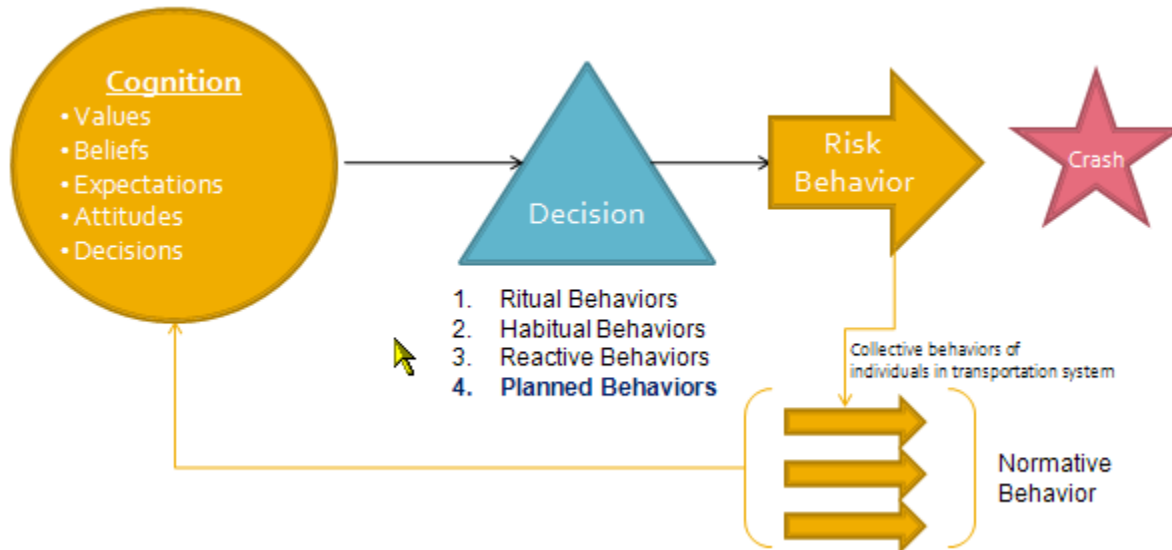 Cognition
• Values
• Beliefs
• Expectations
• Attitudes
• Decisions
Decision
1. Ritual Behaviors
2. Habitual Behaviors
3. Reactive Behaviors
4. Planned Behaviors
Risk
Behavior
Crash
Collective behaviors of
individuals in transportation system
Normative
Behavior